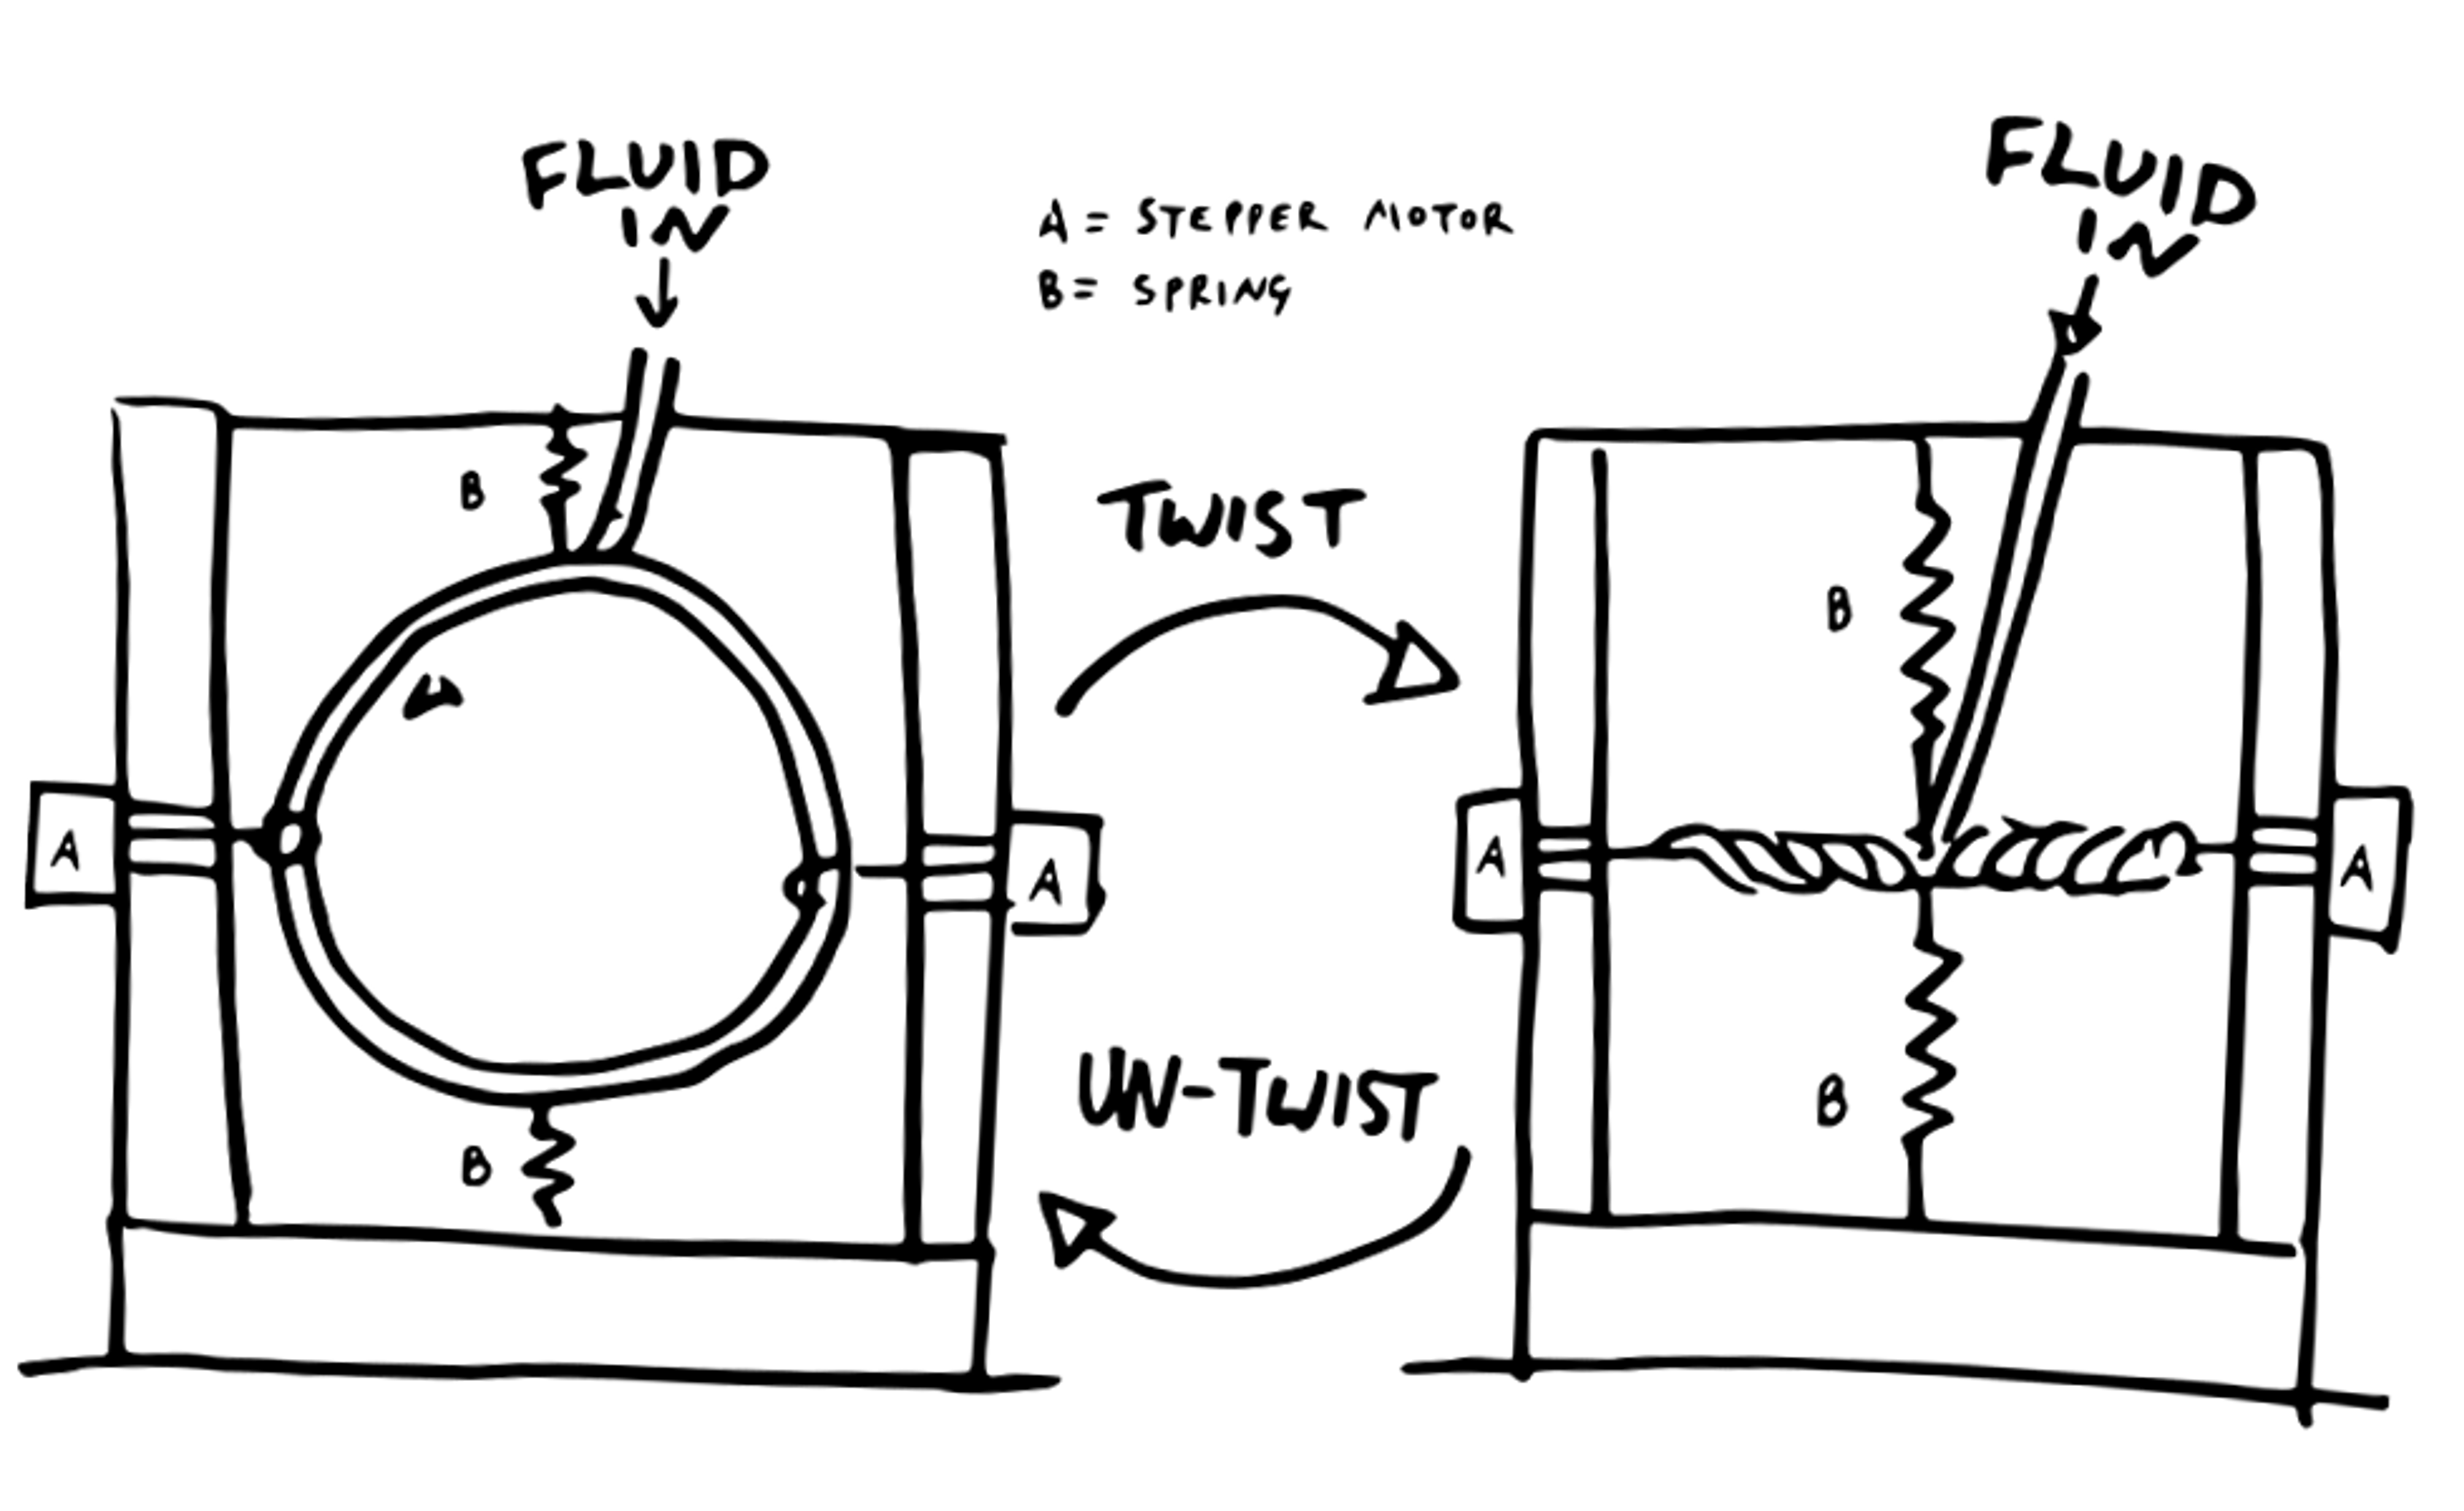 FLUID
IN
A = STEPPER MOTOR
B = SPRING
FLUID
IN
B
TWIST
B
A
A
A
A
UN-TWIST
B
B